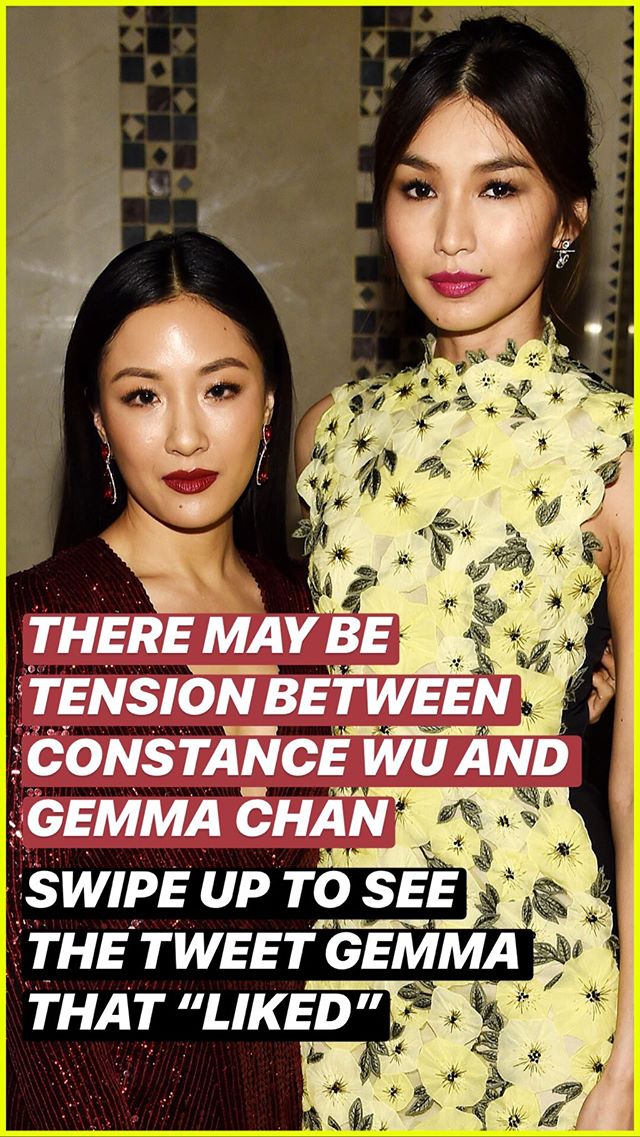 THERE MAY BE
TENSION BETWEEN
CONSTANCE WU AND
GEMMA CHAN
SWIPE UP TO SEE
THE TWEET GEMMA
THAT “LIKED”